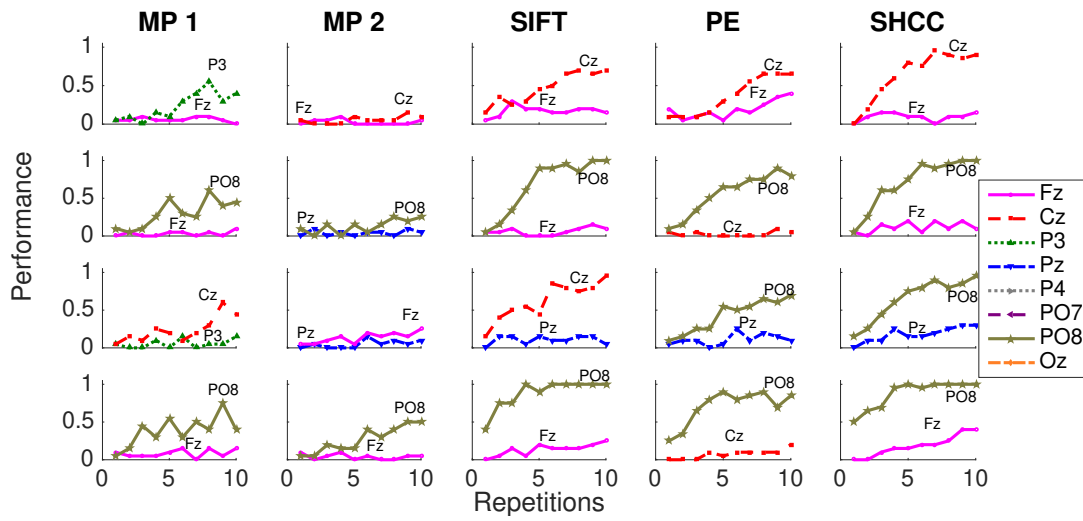 MP 1 MP 2 SIFT PE SHCC
1 0.5 0 P3 Fz Fz Cz Cz Fz Cz Fz Cz Fz
1 0.5 0 PO8 Fz Pz PO8 PO8 Fz PO8 Cz PO8 Fz
1 0.5 0 Cz P3 Pz Fz Cz Pz PO8 Pz PO8 Pz
1 0.5 0 PO8 Fz PO8 Fz PO8 Fz PO8 Cz PO8 Fz
0 5 10 0 5 10 0 5 10 0 5 10 0 5 10
Repetitions
Performance
Fz
Cz
P3
Pz
P4
PO7
PO8
Oz